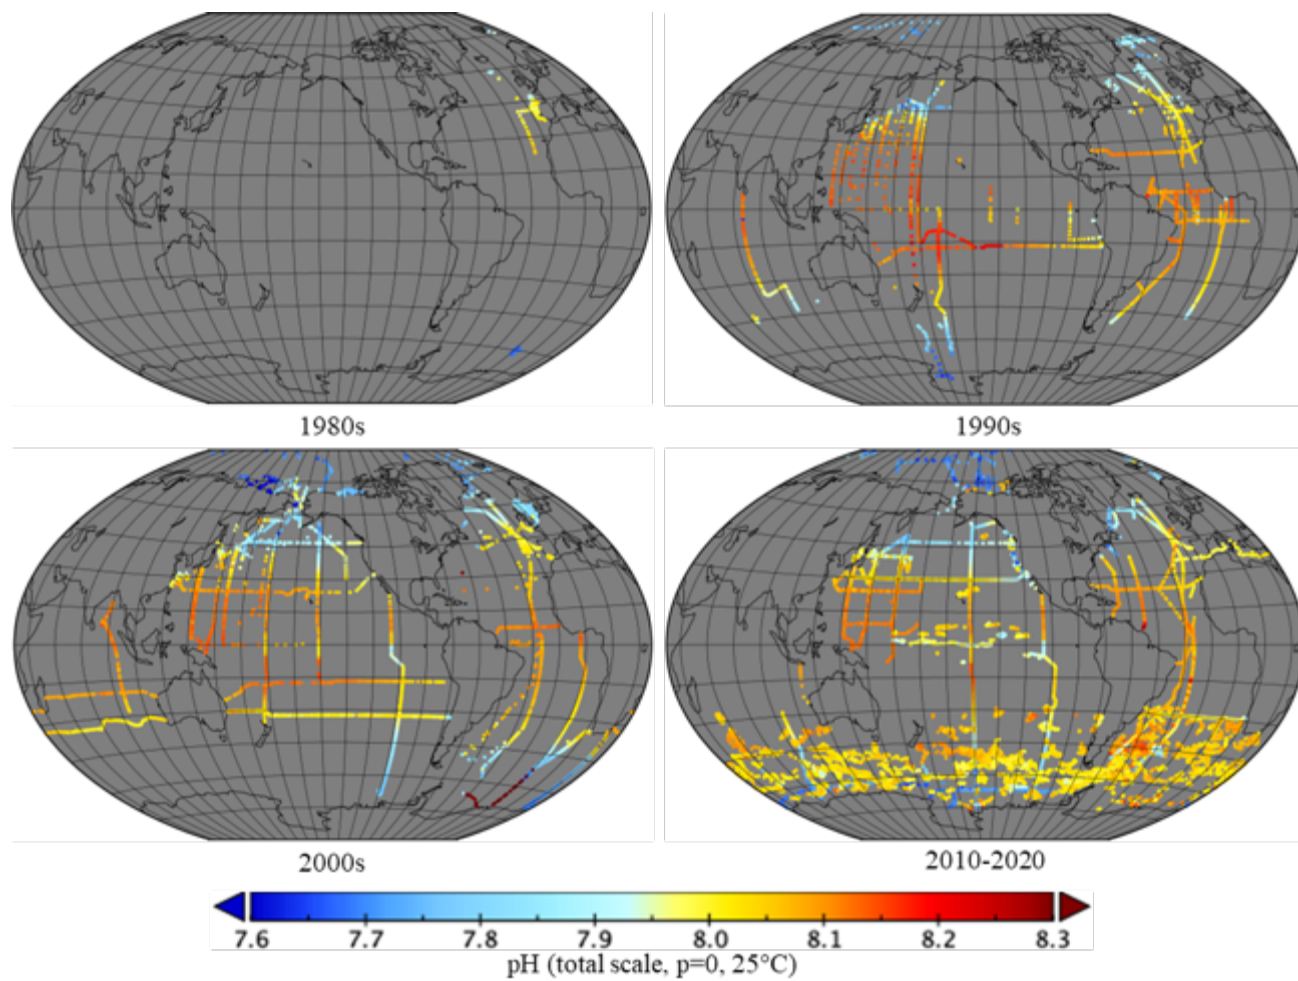 1980s
1990s
2000s
2010-2020
7.6 7.7 7.8 7.9 8.0 8.1 8.2 8.3
pH (total scale, p=0, 25°C)